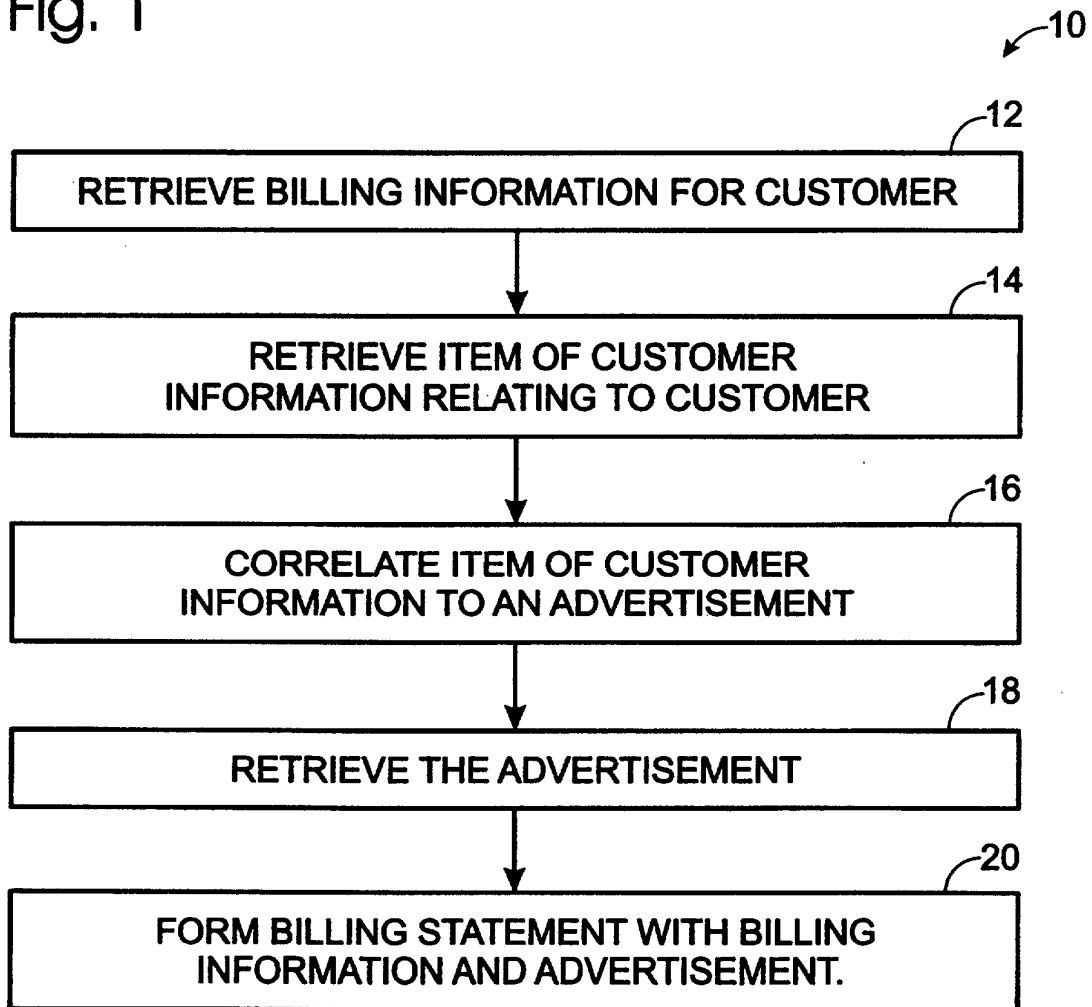 Fig. 1
10
12
RETRIEVE BILLING INFORMATION FOR CUSTOMER
14
RETRIEVE ITEM OF CUSTOMER
INFORMATION RELATING TO CUSTOMER
16
CORRELATE ITEM OF CUSTOMER
INFORMATION TO AN ADVERTISEMENT
18
RETRIEVE THE ADVERTISEMENT
20
FORM BILLING STATEMENT WITH BILLING
INFORMATION AND ADVERTISEMENT.